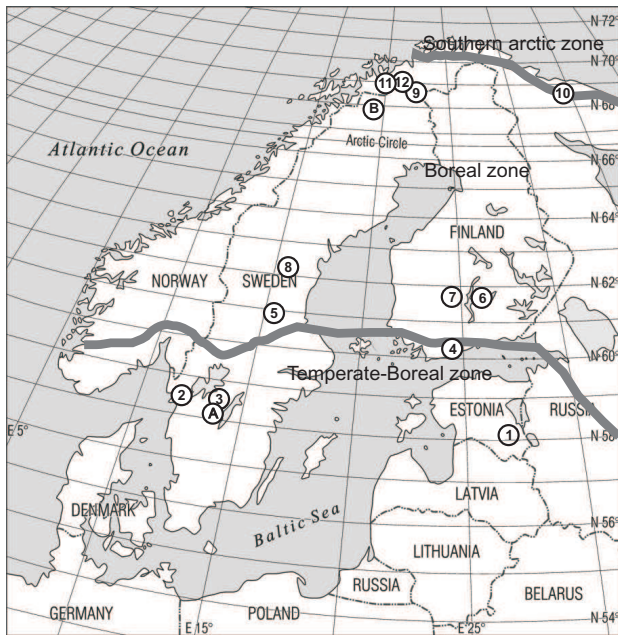 N 72°
Southern arctic zone
N 70°
11 12
9
10
N 68°
B
Atlantic Ocean
Arctic Circle
N 66°
Boreal zone
N 64°
FINLAND
8
NORWAY
SWEDEN
N 62°
7 6
5
4
N 60°
Temperate-Boreal zone
2 3
A
ESTONIA
RUSSIA
E 5°
1
N 58°
LATVIA
DENMARK
Baltic Sea
N 56°
LITHUANIA
RUSSIA
BELARUS
GERMANY
POLAND
N 54°
E 15°
E 25°